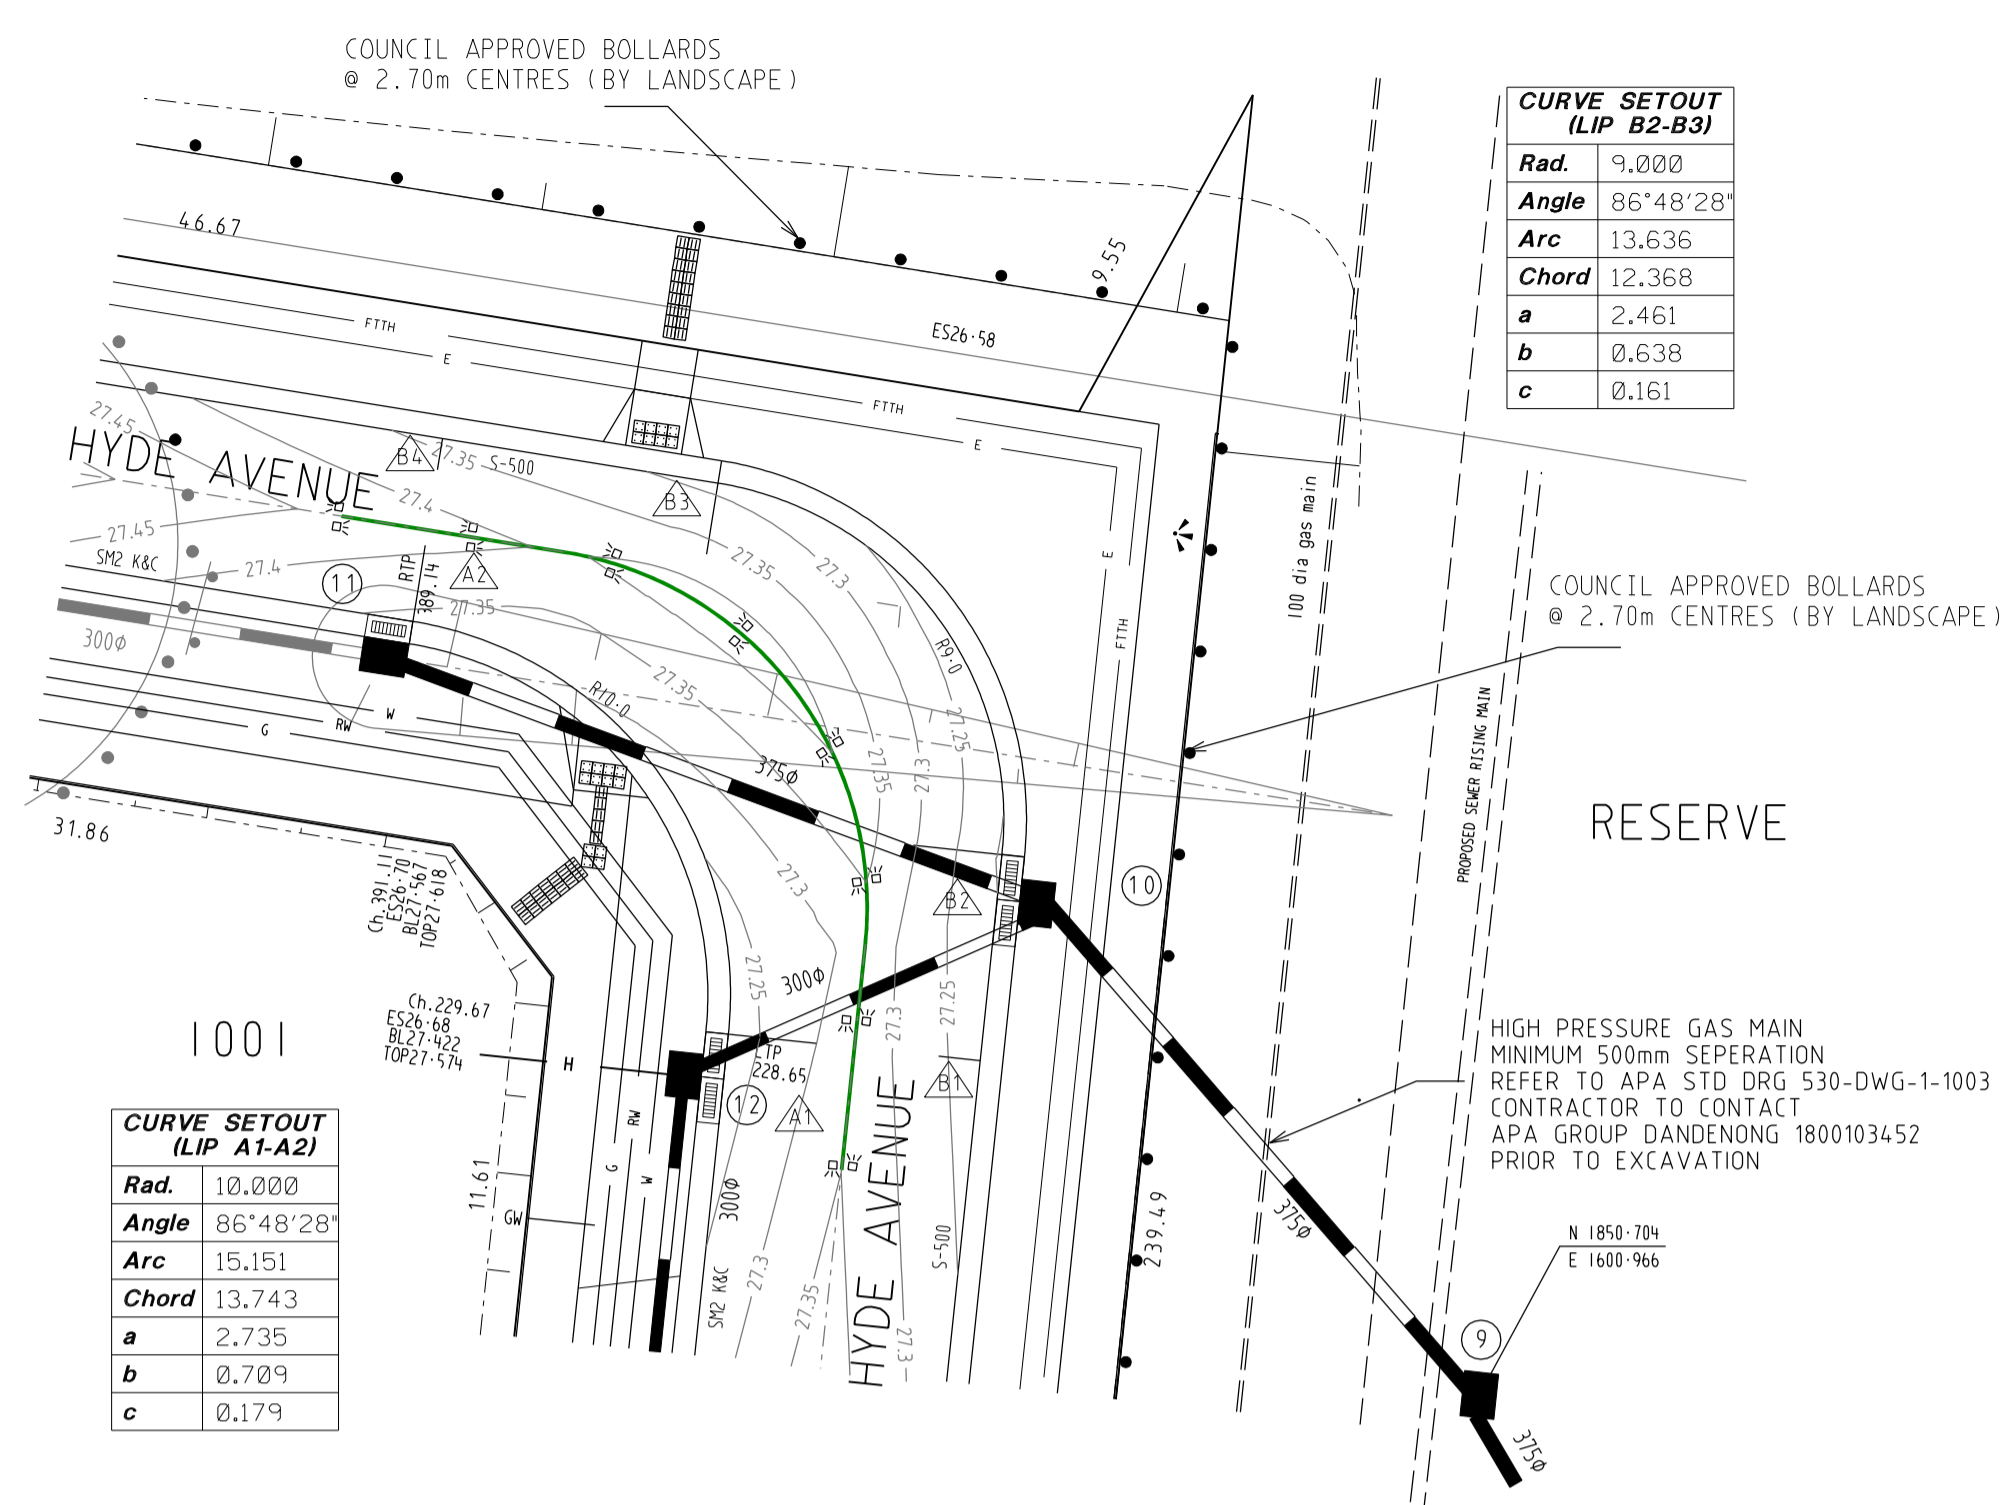 COUNCIL APPROVED BOLLARDS
@ 2.70m CENTRES (BY LANDSCAPE)
CURVE SETOUT
(LIP B2-B3)
Rad. 9.000
Angle 86°48'28"
Arc 13.636
Chord 12.368
a 2.461
b 0.638
c 0.161
46.67
9.55
ES26·58
FTTH
E
FTTH
E
27.45
HYDE AVENUE
B4
27.35
S-500
27.4
B3
27.45
SM2 K&C
27.4
11
RTP
389.14
A2
27.35
27.35
27.3
E
FTTH
100 dia gas main
COUNCIL APPROVED BOLLARDS
@ 2.70m CENTRES (BY LANDSCAPE)
300Ø
R9·0
27.35
R10·0
27.25
27.3
27.35
W
RW
G
375Ø
PROPOSED SEWER RISING MAIN
RESERVE
31.86
Ch.391.11
ES26·70
BL27·567
TOP27·618
27.3
B2
10
27.25
300Ø
27.3
27.25
1001
Ch.229.67
ES26·68
BL27·422
TOP27·574
H
LTP
228.65
12
A1
B1
HYDE AVENUE
HIGH PRESSURE GAS MAIN
MINIMUM 500mm SEPERATION
REFER TO APA STD DRG 530-DWG-1-1003
CONTRACTOR TO CONTACT
APA GROUP DANDENONG 1800103452
PRIOR TO EXCAVATION
CURVE SETOUT
(LIP A1-A2)
Rad. 10.000
Angle 86°48'28"
Arc 15.151
Chord 13.743
a 2.735
b 0.709
c 0.179
11.61
GW
G
RW
W
300Ø
SM2 K&C
27.3
27.35
27.3
S-500
239.49
375Ø
N 1850·704
E 1600·966
9
375Ø